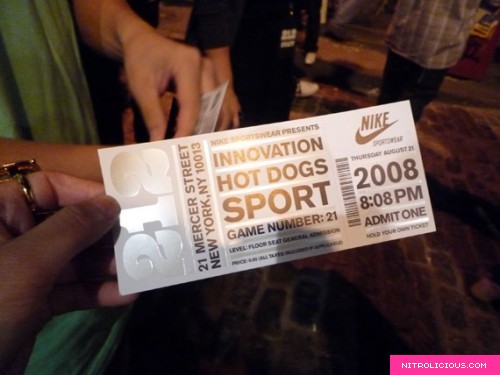 212
21 MERCER STREET
NEW YORK, NY 10013
NIKE SPORTSWEAR PRESENTS
INNOVATION
HOT DOGS
SPORT
GAME NUMBER: 21
LEVEL: FLOOR SEAT GENERAL ADMISSION
NIKE
SPORTSWEAR
THURSDAY AUGUST 21
2008
8:08 PM
ADMIT ONE
HOLD YOUR OWN TICKET
NITROLICIOUS.COM